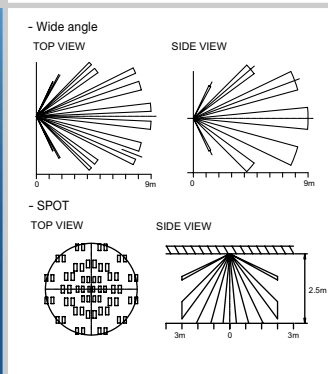 - Wide angle
TOP VIEW SIDE VIEW
0 9m 0 9m
- SPOT
TOP VIEW SIDE VIEW
2.5m
3m 0 3m